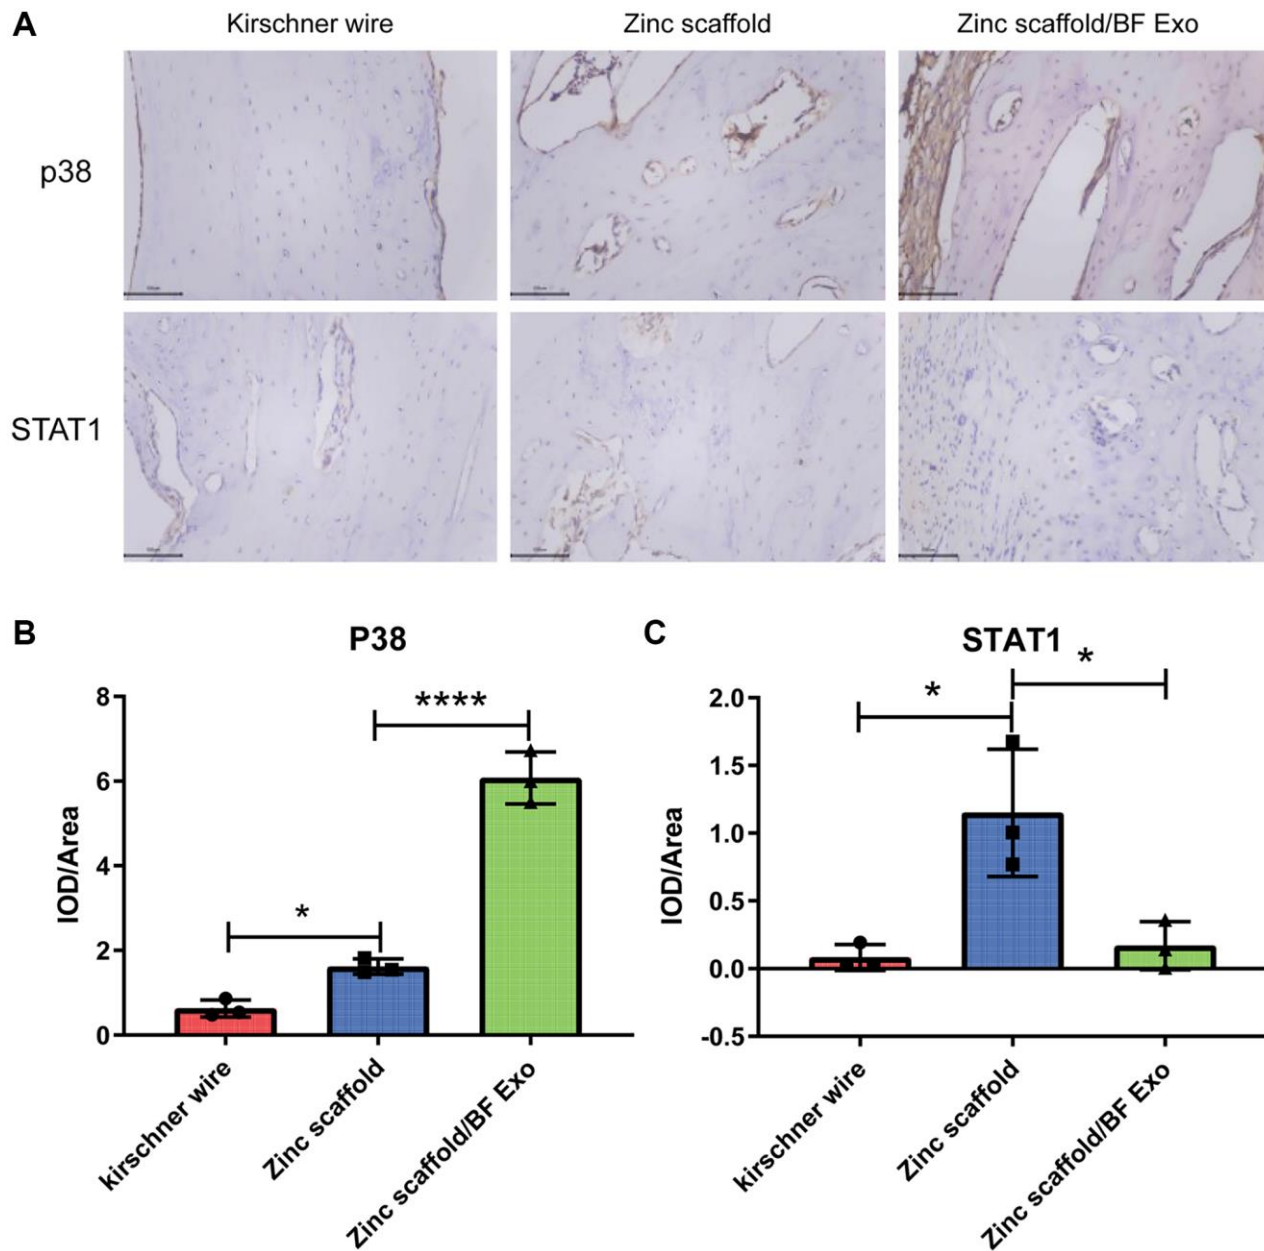 A
Kirschner wire
Zinc scaffold
Zinc scaffold/BF Exo
p38
STAT1
B
P38
8
6
4
2
0
IOD/Area
*
****
kirschner wire
Zinc scaffold
Zinc scaffold/BF Exo
C
STAT1
2.0
1.5
1.0
0.5
0.0
-0.5
IOD/Area
*
*
kirschner wire
Zinc scaffold
Zinc scaffold/BF Exo